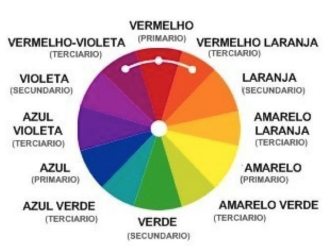 VERMELHO
(PRIMARIO)
VERMELHO-VIOLETA
(TERCIARIO)
VERMELHO LARANJA
(TERCIARIO)
VIOLETA
(SECUNDARIO)
LARANJA
(SECUNDARIO)
AZUL
VIOLETA
(TERCIARIO)
AMARELO
LARANJA
(TERCIARIO)
AZUL
(PRIMARIO)
AMARELO
(PRIMARIO)
AZUL VERDE
(TERCIARIO)
AMARELO VERDE
(TERCIARIO)
VERDE
(SECUNDARIO)